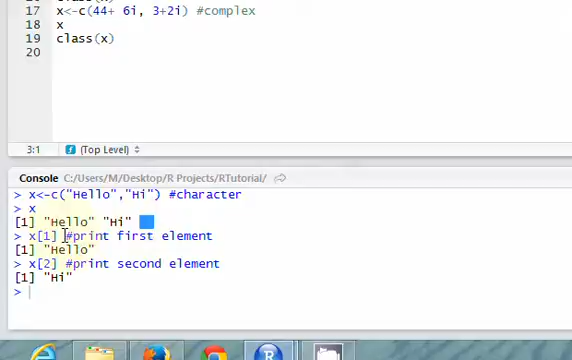 17 x<-c(44+ 6i, 3+2i) #complex
18 x
19 class(x)
20
3:1 (Top Level)
Console C:/Users/M/Desktop/R Projects/RTutorial/
> x<-c("Hello","Hi") #character
> x
[1] "Hello" "Hi"
> x[1] #print first element
[1] "Hello"
> x[2] #print second element
[1] "Hi"
>
R